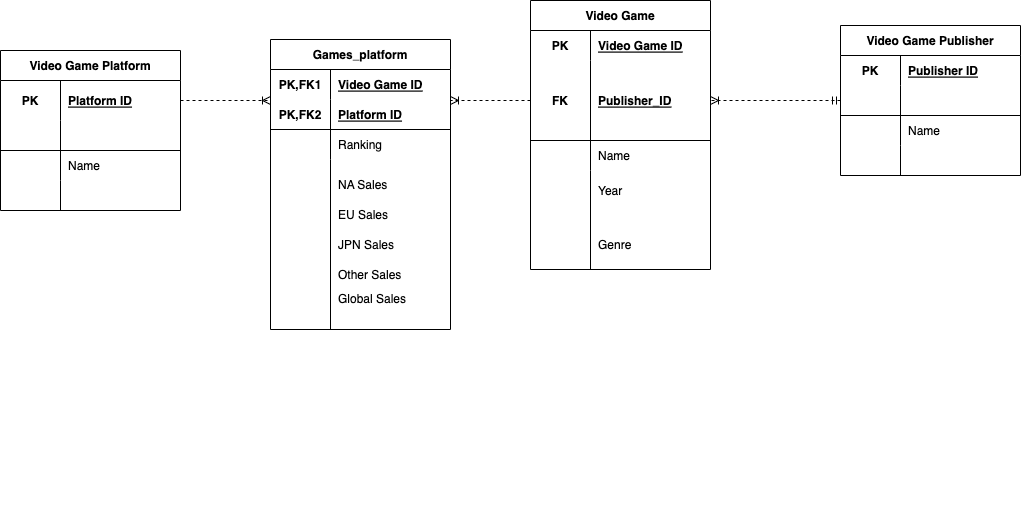 Video Game Platform
PK Platform ID
Name
Games_platform
PK,FK1 Video Game ID
PK,FK2 Platform ID
Ranking
NA Sales
EU Sales
JPN Sales
Other Sales
Global Sales
Video Game
PK Video Game ID
FK Publisher_ID
Name
Year
Genre
Video Game Publisher
PK Publisher ID
Name